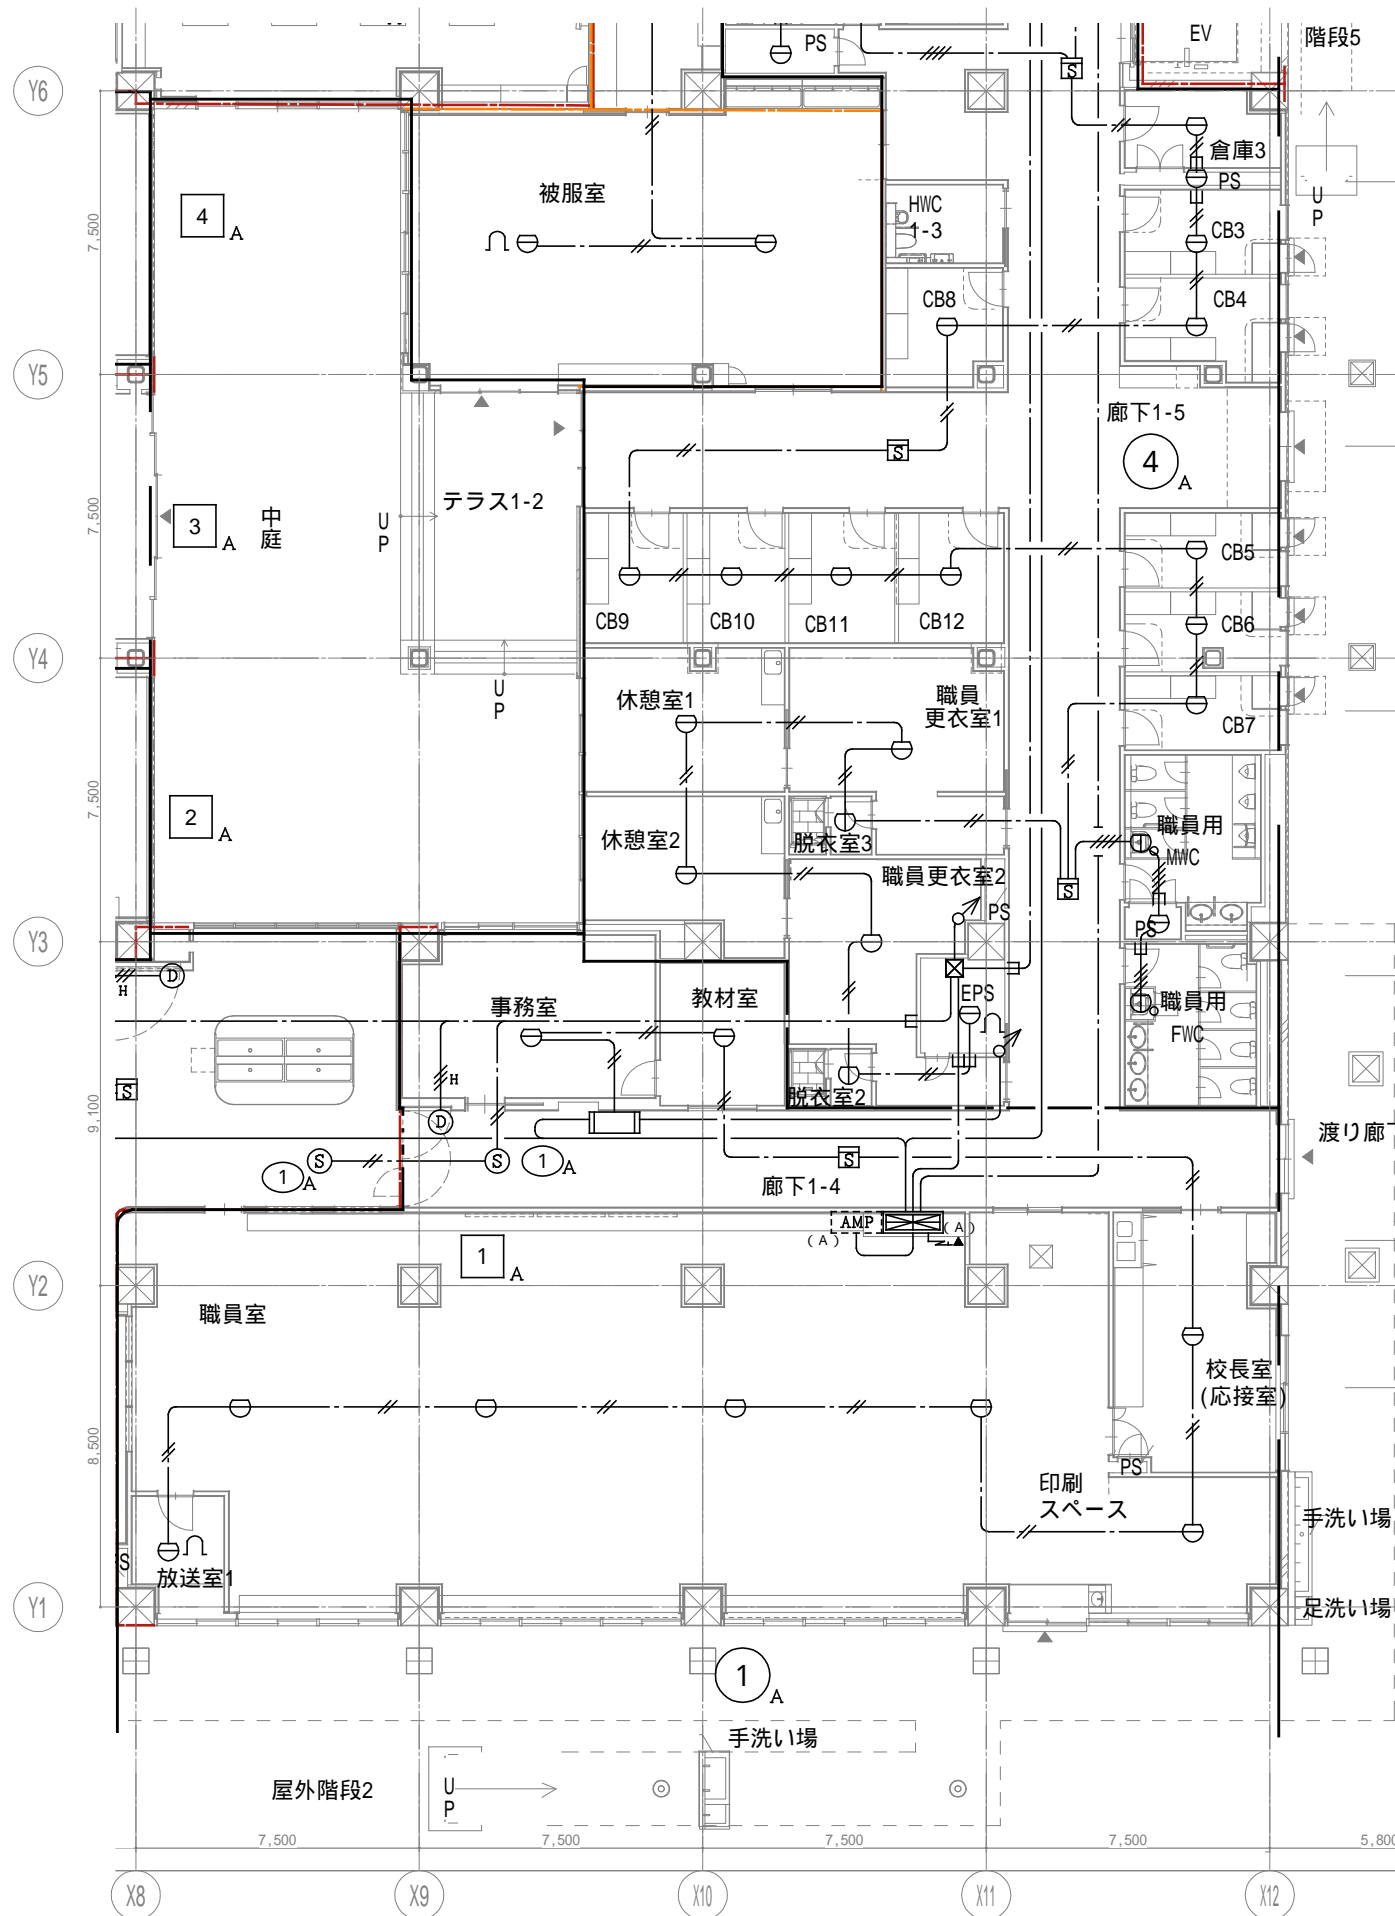 EV
階段5
PS
S
Y6
倉庫3
PS
被服室
HWC
1-3
UP
4
A
CB3
7,500
CB8
CB4
Y5
廊下1-5
4
A
S
テラス1-2
7,500
3
A
中庭
UP
CB5
CB9
CB10
CB11
CB12
CB6
Y4
UP
休憩室1
職員
更衣室1
CB7
7,500
2
A
休憩室2
脱衣室3
職員用
MWC
職員更衣室2
S
PS
PS
Y3
D
H
事務室
教材室
EPS
職員用
FWC
S
H
脱衣室2
9,100
D
渡り廊下
S
S
1
A
1
A
S
廊下1-4
AMP
(A)
(A)
1
A
Y2
職員室
校長室
(応接室)
8,500
PS
印刷
スペース
手洗い場
S
放送室1
Y1
足洗い場
1
A
手洗い場
屋外階段2
UP
7,500
7,500
7,500
7,500
5,800
X8
X9
X10
X11
X12